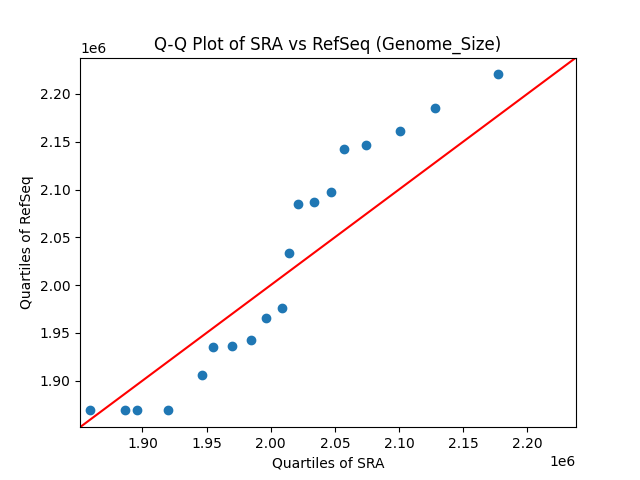 Q-Q Plot of SRA vs RefSeq (Genome_Size)
1e6
2.20
2.15
2.10
2.05
2.00
1.95
1.90
Quartiles of RefSeq
1.90 1.95 2.00 2.05 2.10 2.15 2.20
Quartiles of SRA
1e6